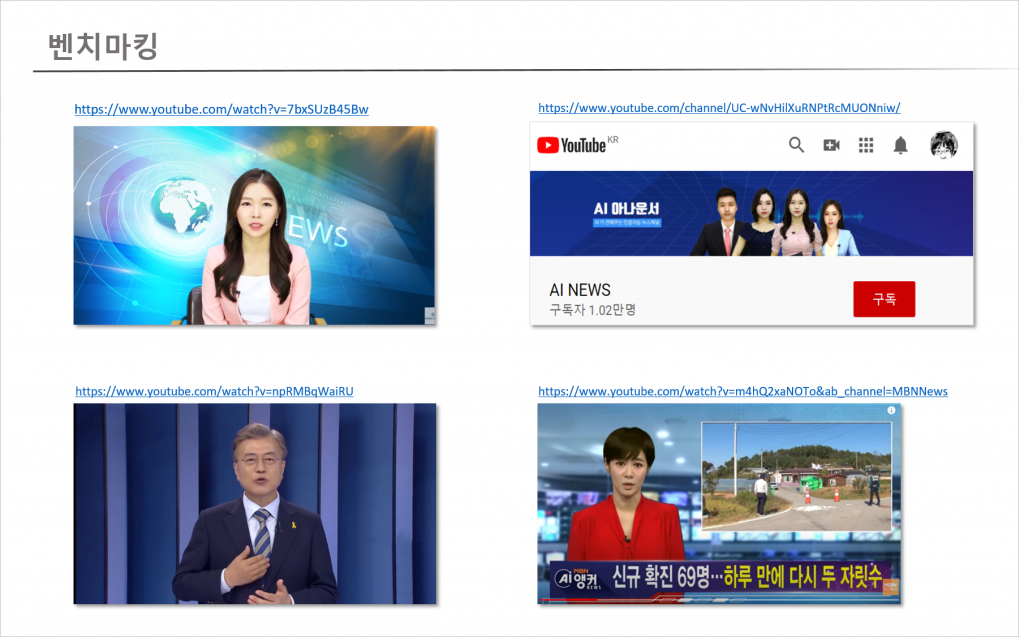 벤치마킹
https://www.youtube.com/watch?v=7bxSUzB45Bw
NEWS
https://www.youtube.com/channel/UC-wNvHilXuRNPtRcMUONniw/
YouTube KR
AI 아나운서
AI NEWS
구독자 1.02만명
구독
https://www.youtube.com/watch?v=npRMBqWaiRU
https://www.youtube.com/watch?v=m4hQ2xaNOTo&ab_channel=MBNNews
MBN
AI앵커
NEWS
신규 확진 69명…하루 만에 다시 두 자릿수